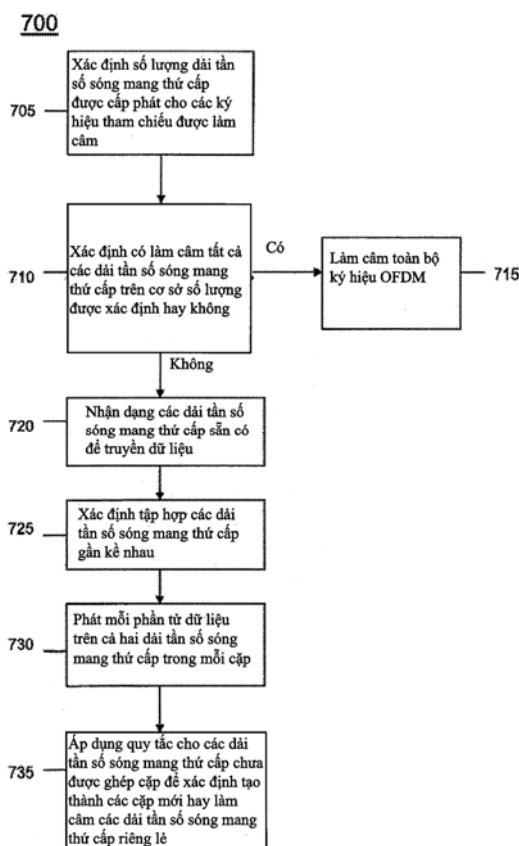 700
Xác định số lượng dải tần
số sóng mang thứ cấp
được cấp phát cho các ký
hiệu tham chiếu được làm
câm
705
Xác định có làm câm tất cả
các dải tần số sóng mang
thứ cấp trên cơ sở số lượng
được xác định hay không
710
Có
Làm câm toàn bộ
ký hiệu OFDM
715
Không
Nhận dạng các dải tần số
sóng mang thứ cấp sẵn có
để truyền dữ liệu
720
Xác định tập hợp các dải
tần số sóng mang thứ cấp
gần kề nhau
725
Phát mỗi phần tử dữ liệu
trên cả hai dải tần số sóng
mang thứ cấp trong mỗi cặp
730
Áp dụng quy tắc cho các dải
tần số sóng mang thứ cấp chưa
được ghép cặp để xác định tạo
thành các cặp mới hay làm
câm các dải tần số sóng mang
thứ cấp riêng lẻ
735